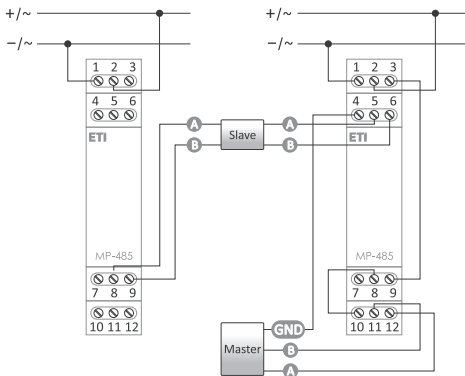 +/~ +/~
−/~ −/~
1 2 3 1 2 3
4 5 6 4 5 6
A Slave A
ETI B B ETI
MP-485 MP-485
7 8 9 7 8 9
10 11 12 10 11 12
GND
Master B
A